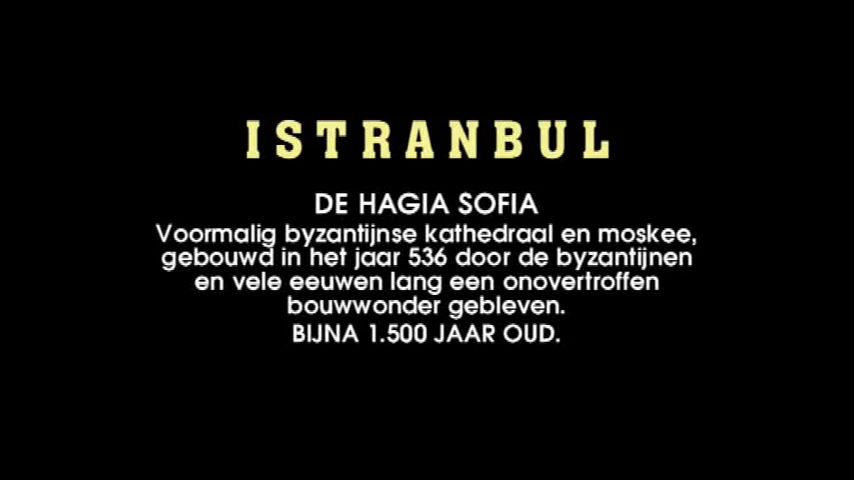 ISTRANBUL
DE HAGIA SOFIA
Voormalig byzantijnse kathedraal en moskee,
gebouwd in het jaar 536 door de byzantijnen
en vele eeuwen lang een onovertroffen
bouwwonder gebleven.
BIJNA 1.500 JAAR OUD.